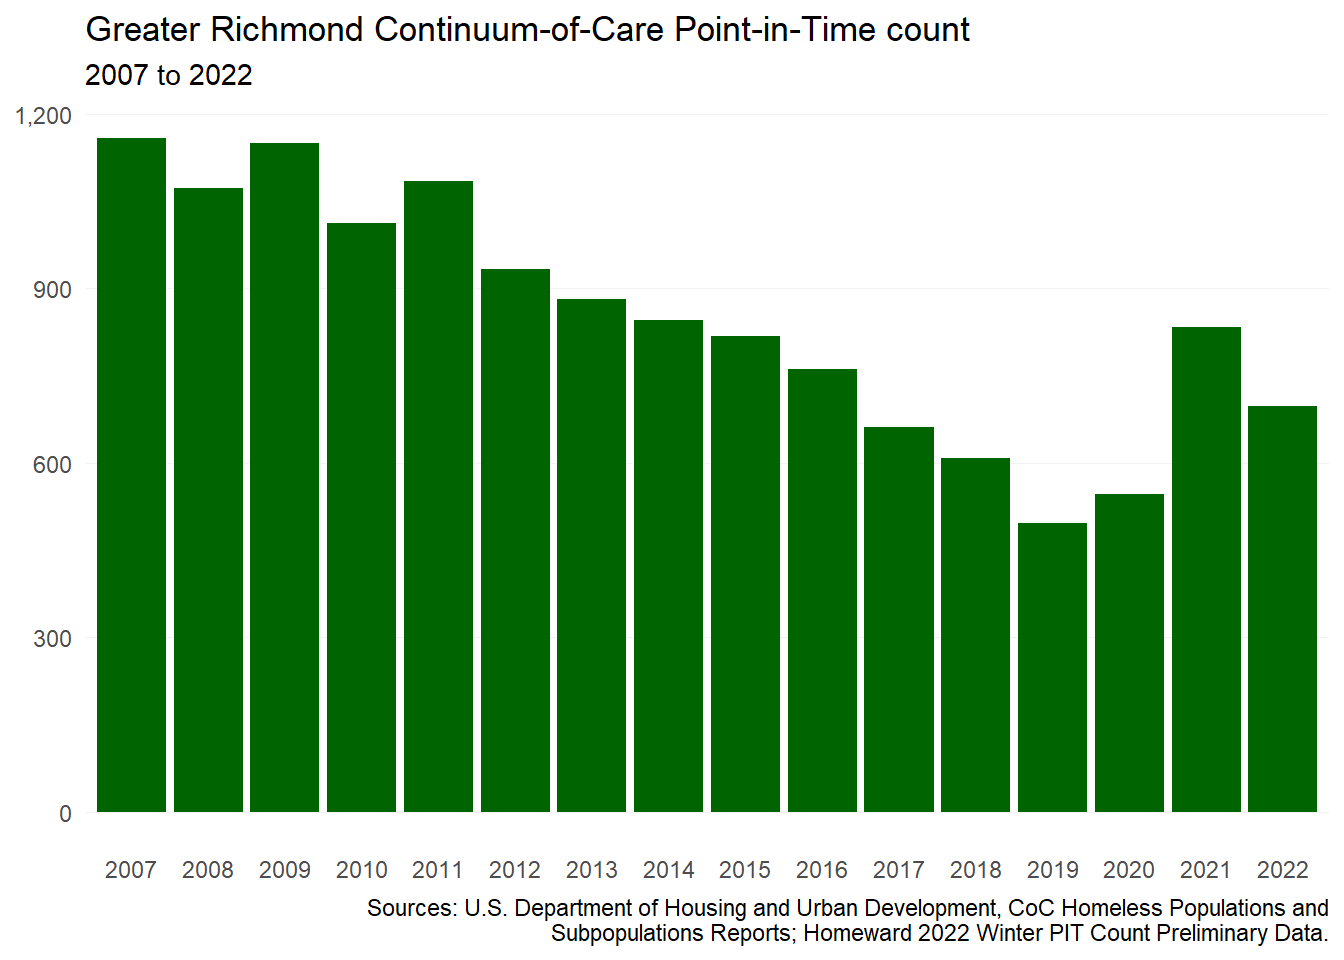 Greater Richmond Continuum-of-Care Point-in-Time count
2007 to 2022
1,200
900
600
300
0
2007 2008 2009 2010 2011 2012 2013 2014 2015 2016 2017 2018 2019 2020 2021 2022
Sources: U.S. Department of Housing and Urban Development, CoC Homeless Populations and
Subpopulations Reports; Homeward 2022 Winter PIT Count Preliminary Data.